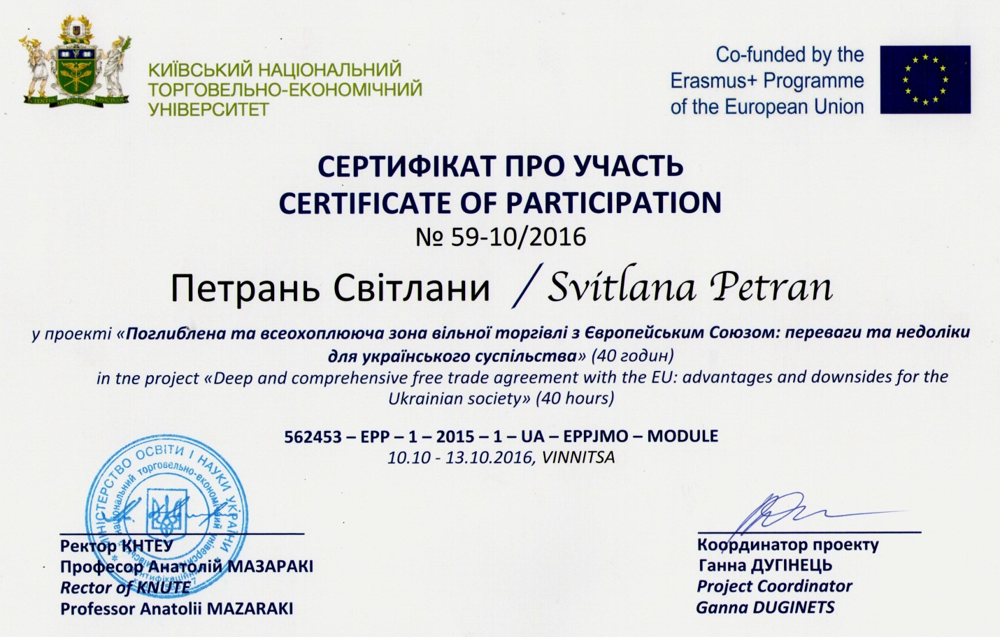 КИЇВСЬКИЙ НАЦІОНАЛЬНИЙ
ТОРГОВЕЛЬНО-ЕКОНОМІЧНИЙ
УНІВЕРСИТЕТ
Co-funded by the
Erasmus+ Programme
of the European Union
СЕРТИФІКАТ ПРО УЧАСТЬ
CERTIFICATE OF PARTICIPATION
№ 59-10/2016
Петрань Світлани / Svitlana Petran
у проекті «Поглиблена та всеохоплююча зона вільної торгівлі з Європейським Союзом: переваги та недоліки
для українського суспільства» (40 годин)
in tne project «Deep and comprehensive free trade agreement with the EU: advantages and downsides for the
Ukrainian society» (40 hours)
562453 – EPP – 1 – 2015 – 1 – UA – EPPJMO – MODULE
10.10 - 13.10.2016, VINNITSA
МІНІСТЕРСТВО ОСВІТИ І НАУКИ УКРАЇНИ
національний торговельно-економічний університет
Ректор КНТЕУ
Професор Анатолій МАЗАРАКІ
Rector of KNUTE
Professor Anatolii MAZARAKI
Координатор проекту
Ганна ДУГІНЕЦЬ
Project Coordinator
Ganna DUGINETS